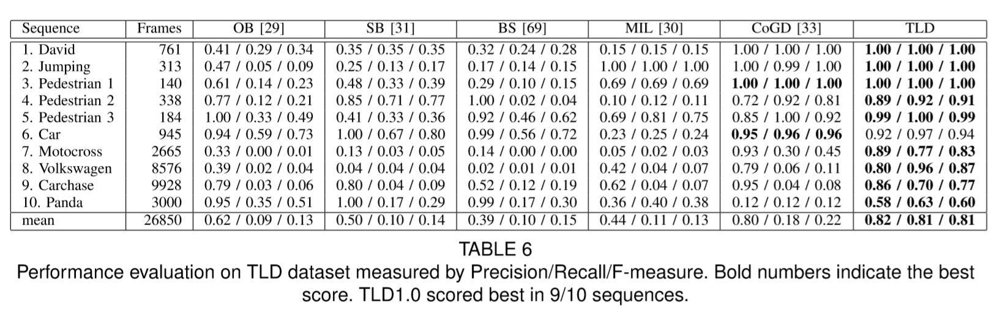 Sequence Frames OB [29] SB [31] BS [69] MIL [30] CoGD [33] TLD
1. David 761 0.41 / 0.29 / 0.34 0.35 / 0.35 / 0.35 0.32 / 0.24 / 0.28 0.15 / 0.15 / 0.15 1.00 / 1.00 / 1.00 1.00 / 1.00 / 1.00
2. Jumping 313 0.47 / 0.05 / 0.09 0.25 / 0.13 / 0.17 0.17 / 0.14 / 0.15 1.00 / 1.00 / 1.00 1.00 / 0.99 / 1.00 1.00 / 1.00 / 1.00
3. Pedestrian 1 140 0.61 / 0.14 / 0.23 0.48 / 0.33 / 0.39 0.29 / 0.10 / 0.15 0.69 / 0.69 / 0.69 1.00 / 1.00 / 1.00 1.00 / 1.00 / 1.00
4. Pedestrian 2 338 0.77 / 0.12 / 0.21 0.85 / 0.71 / 0.77 1.00 / 0.02 / 0.04 0.10 / 0.12 / 0.11 0.72 / 0.92 / 0.81 0.89 / 0.92 / 0.91
5. Pedestrian 3 184 1.00 / 0.33 / 0.49 0.41 / 0.33 / 0.36 0.92 / 0.46 / 0.62 0.69 / 0.81 / 0.75 0.85 / 1.00 / 0.92 0.99 / 1.00 / 0.99
6. Car 945 0.94 / 0.59 / 0.73 1.00 / 0.67 / 0.80 0.99 / 0.56 / 0.72 0.23 / 0.25 / 0.24 0.95 / 0.96 / 0.96 0.92 / 0.97 / 0.94
7. Motocross 2665 0.33 / 0.00 / 0.01 0.13 / 0.03 / 0.05 0.14 / 0.00 / 0.00 0.05 / 0.02 / 0.03 0.93 / 0.30 / 0.45 0.89 / 0.77 / 0.83
8. Volkswagen 8576 0.39 / 0.02 / 0.04 0.04 / 0.04 / 0.04 0.02 / 0.01 / 0.01 0.42 / 0.04 / 0.07 0.79 / 0.06 / 0.11 0.80 / 0.96 / 0.87
9. Carchase 9928 0.79 / 0.03 / 0.06 0.80 / 0.04 / 0.09 0.52 / 0.12 / 0.19 0.62 / 0.04 / 0.07 0.95 / 0.04 / 0.08 0.86 / 0.70 / 0.77
10. Panda 3000 0.95 / 0.35 / 0.51 1.00 / 0.17 / 0.29 0.99 / 0.17 / 0.30 0.36 / 0.40 / 0.38 0.12 / 0.12 / 0.12 0.58 / 0.63 / 0.60
mean 26850 0.62 / 0.09 / 0.13 0.50 / 0.10 / 0.14 0.39 / 0.10 / 0.15 0.44 / 0.11 / 0.13 0.80 / 0.18 / 0.22 0.82 / 0.81 / 0.81
TABLE 6
Performance evaluation on TLD dataset measured by Precision/Recall/F-measure. Bold numbers indicate the best
score. TLD1.0 scored best in 9/10 sequences.